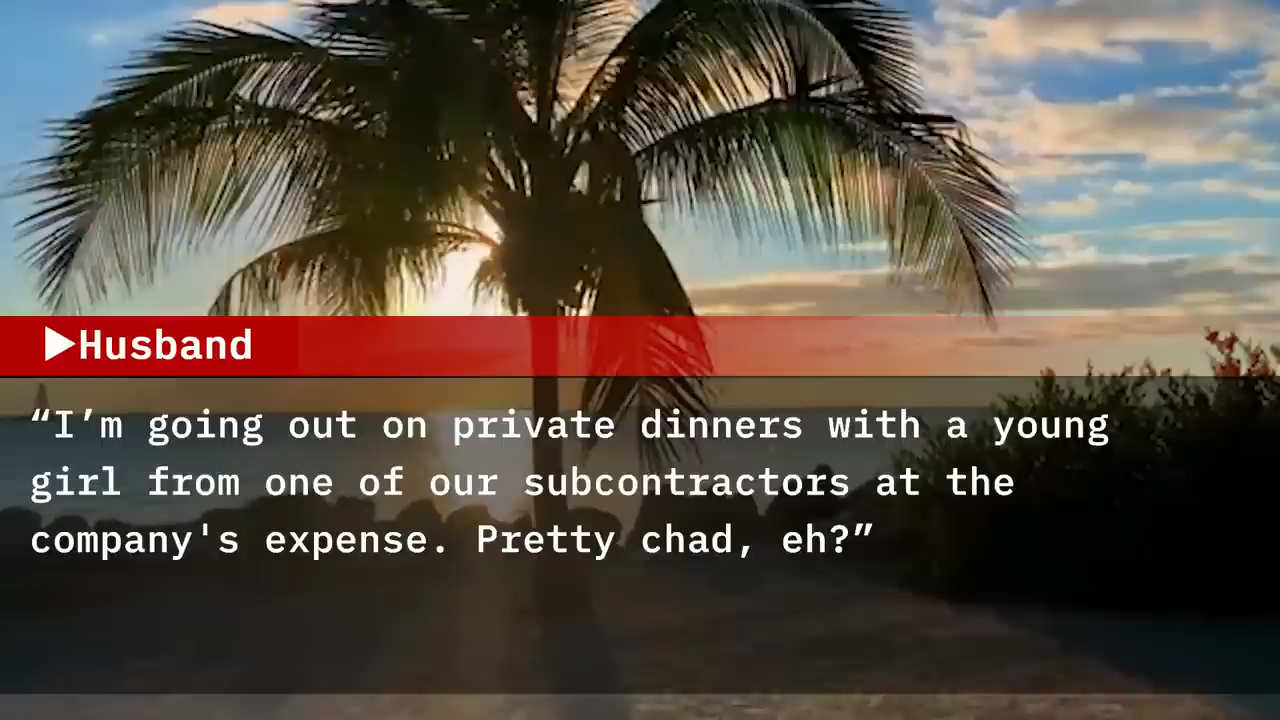 ▶Husband
“I’m going out on private dinners with a young
girl from one of our subcontractors at the
company's expense. Pretty chad, eh?”